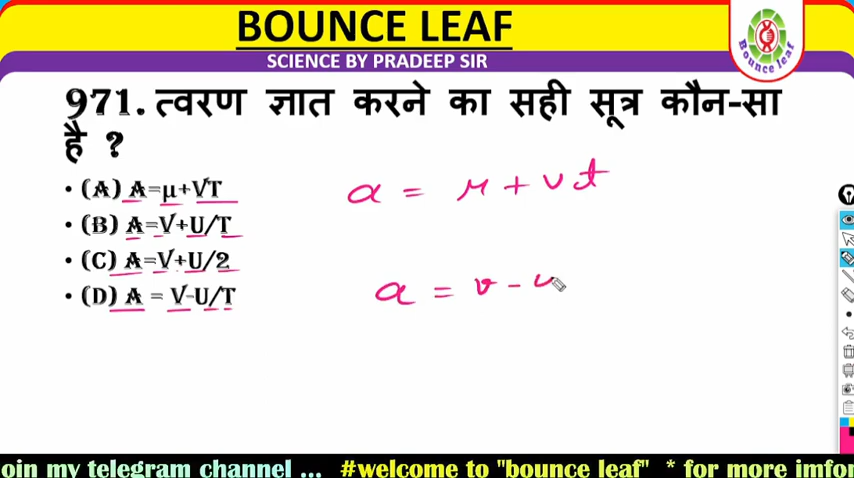 BOUNCE LEAF
SCIENCE BY PRADEEP SIR
Bounce leaf
971. त्वरण ज्ञात करने का सही सूत्र कौन-सा
है ?
• (A) A=μ+VT
• (B) A=V+U/T
• (C) A=V+U/2
• (D) A = V-U/T
a = μ + vt
a = v - u
oin my telegram channel ... #welcome to "bounce leaf" * for more infor